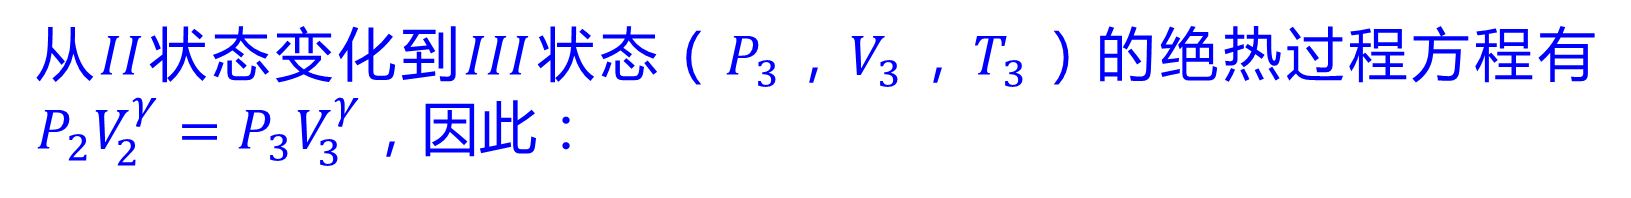 从II状态变化到III状态（P₃，V₃，T₃）的绝热过程方程有
P₂V₂^γ = P₃V₃^γ，因此：